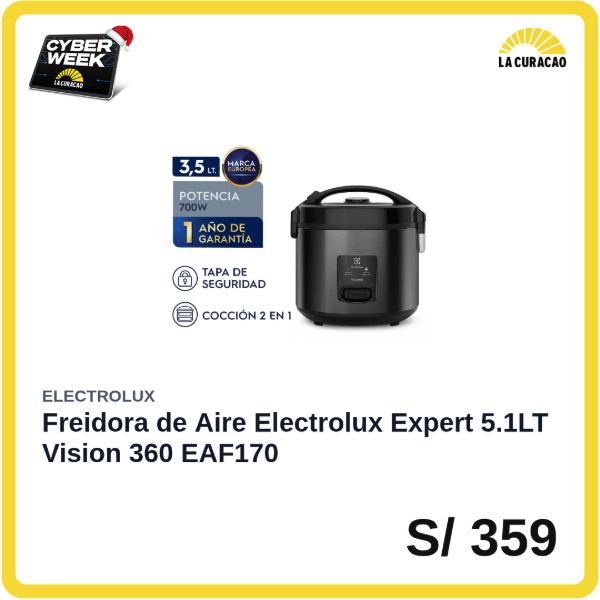 CYBER
WEEK
LA CURACAO
LA CURACAO
3,5 LT.
MARCA
EUROPEA
POTENCIA
700W
1 AÑO DE
GARANTÍA
TAPA DE
SEGURIDAD
COCCIÓN 2 EN 1
ELECTROLUX
Freidora de Aire Electrolux Expert 5.1LT
Vision 360 EAF170
S/ 359